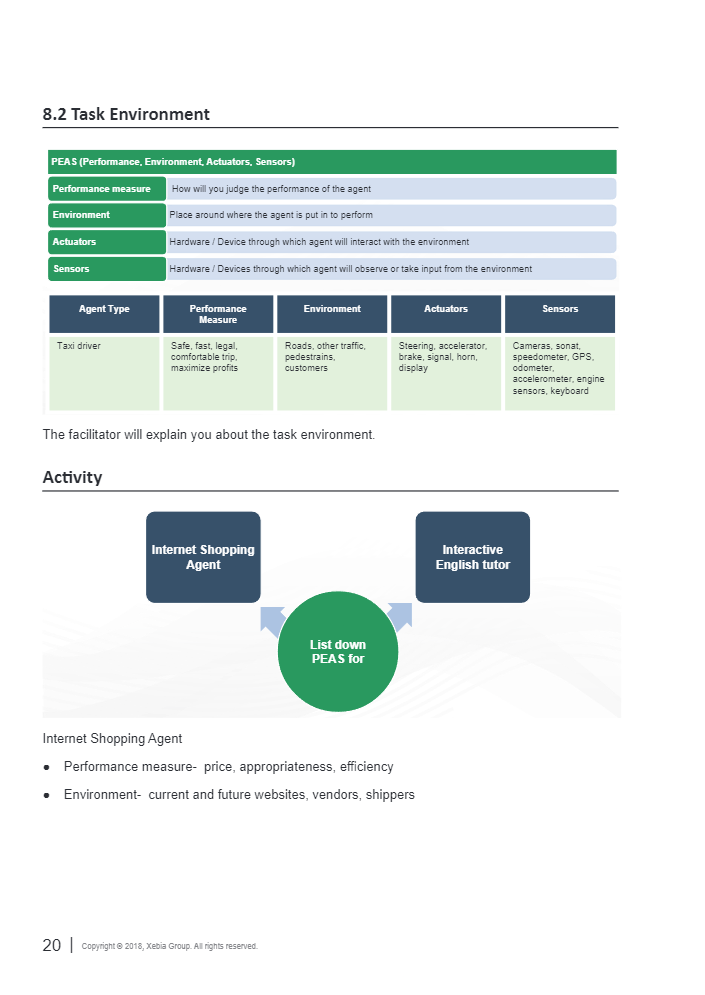 8.2 Task Environment
PEAS (Performance, Environment, Actuators, Sensors)
Performance measure How will you judge the performance of the agent
Environment Place around where the agent is put in to perform
Actuators Hardware / Device through which agent will interact with the environment
Sensors Hardware / Devices through which agent will observe or take input from the environment
Agent Type
Performance
Measure
Environment
Actuators
Sensors
Taxi driver
Safe, fast, legal,
comfortable trip,
maximize profits
Roads, other traffic,
pedestrains,
customers
Steering, accelerator,
brake, signal, horn,
display
Cameras, sonat,
speedometer, GPS,
odometer,
accelerometer, engine
sensors, keyboard
The facilitator will explain you about the task environment.
Activity
Internet Shopping
Agent
Interactive
English tutor
List down
PEAS for
Internet Shopping Agent
● Performance measure- price, appropriateness, efficiency
● Environment- current and future websites, vendors, shippers
20 | Copyright © 2018, Xebia Group. All rights reserved.